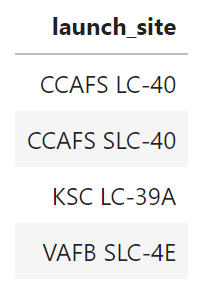 launch_site
CCAFS LC-40
CCAFS SLC-40
KSC LC-39A
VAFB SLC-4E